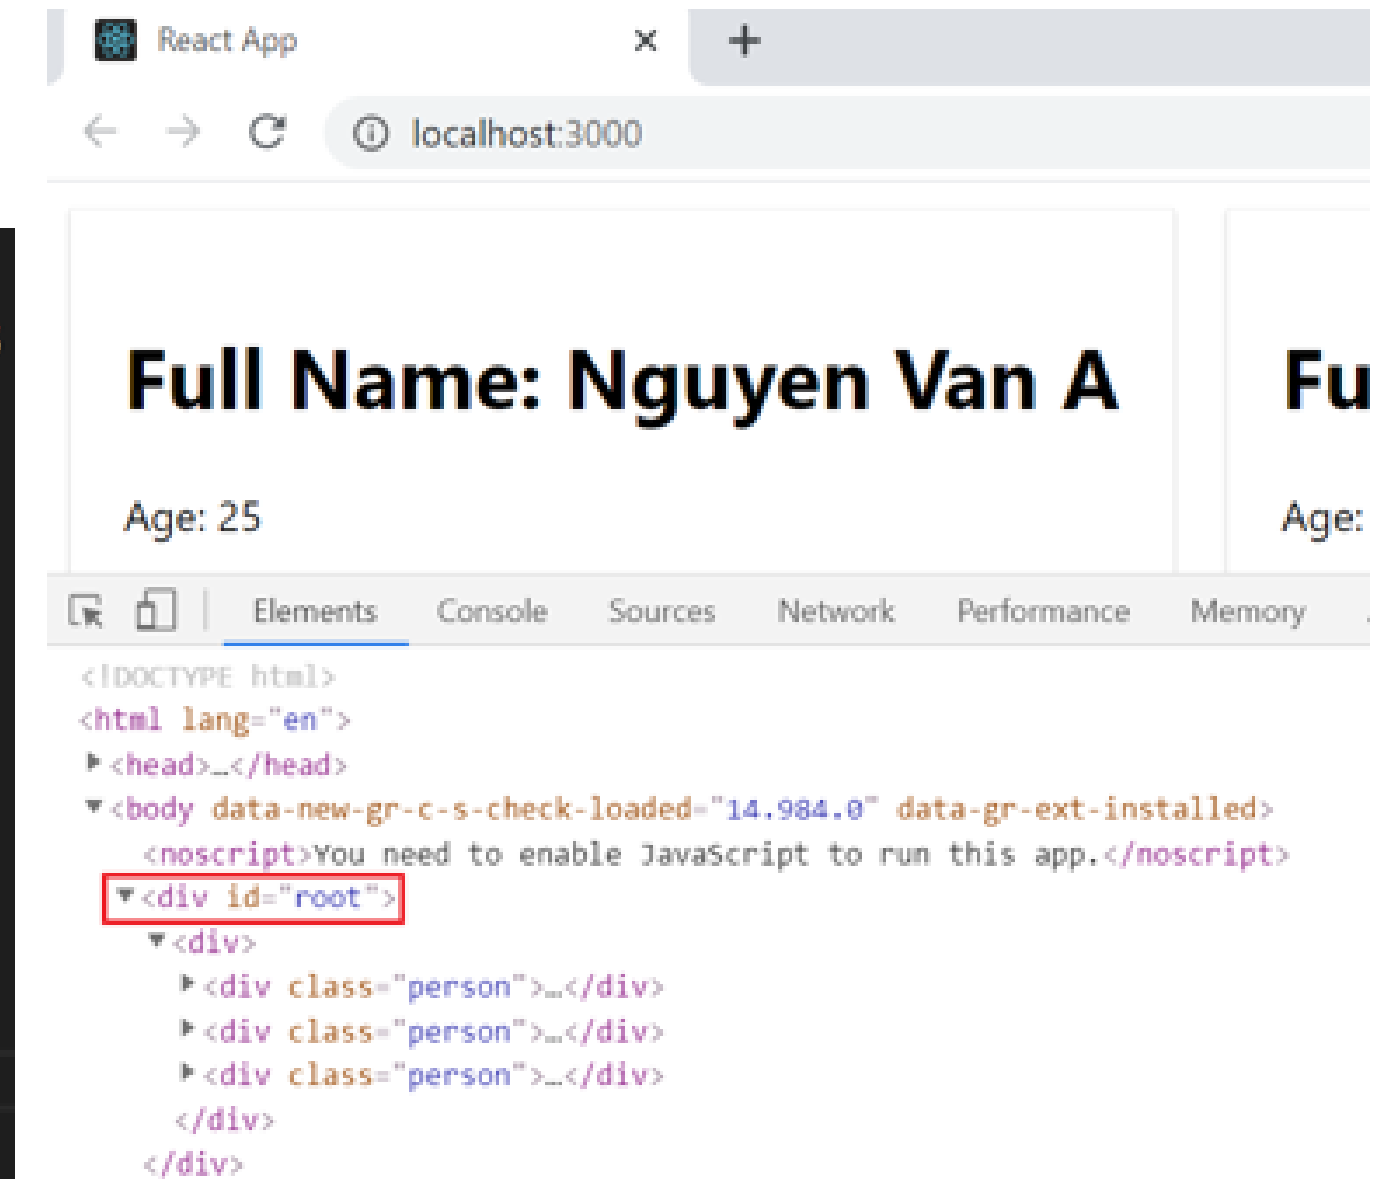 React App
localhost:3000
Full Name: Nguyen Van A
Fu
Age: 25
Age:
Elements Console Sources Network Performance Memory
<!DOCTYPE html>
<html lang="en">
<head>…</head>
<body data-new-gr-c-s-check-loaded="14.984.0" data-gr-ext-installed>
<noscript>You need to enable JavaScript to run this app.</noscript>
<div id="root">
<div>
<div class="person">…</div>
<div class="person">…</div>
<div class="person">…</div>
</div>
</div>